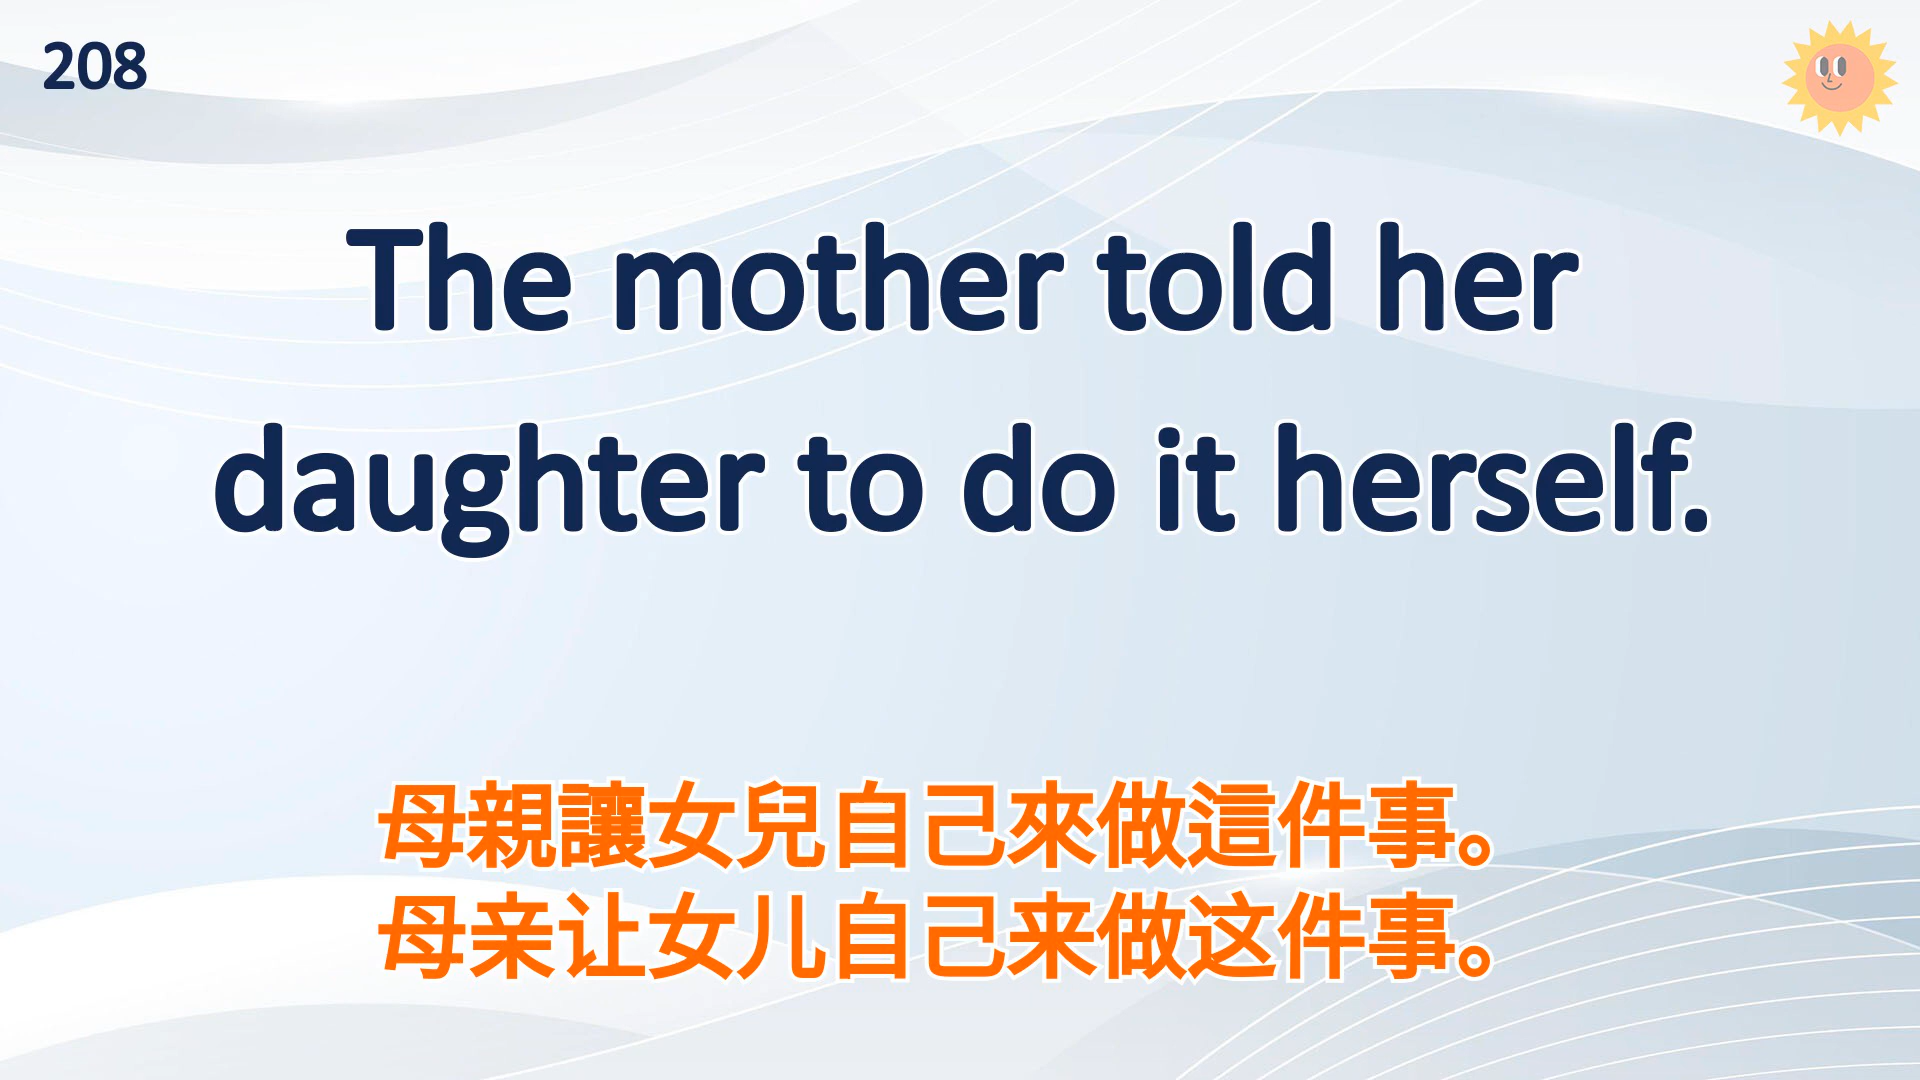 208
The mother told her
daughter to do it herself.
母親讓女兒自己來做這件事。
母亲让女儿自己来做这件事。